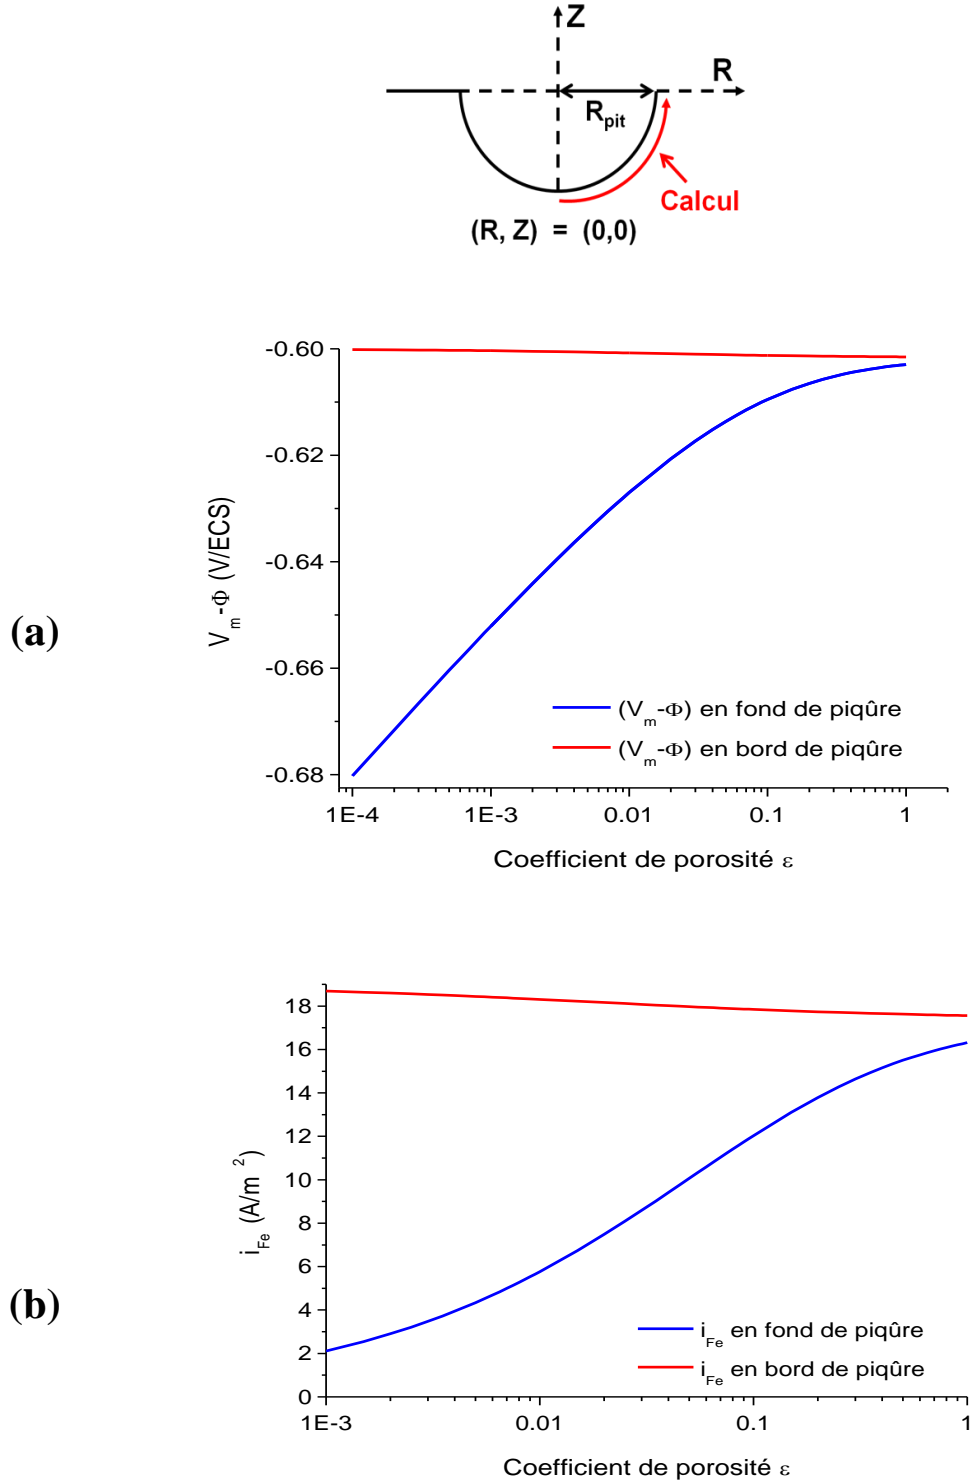 Z
R
R_pit
Calcul
(R, Z) = (0,0)
(a)
V_m-Φ (V/ECS)
-0.60
-0.62
-0.64
-0.66
-0.68
(V_m-Φ) en fond de piqûre
(V_m-Φ) en bord de piqûre
1E-4 1E-3 0.01 0.1 1
Coefficient de porosité ε
(b)
i_Fe (A/m²)
18
16
14
12
10
8
6
4
2
0
i_Fe en fond de piqûre
i_Fe en bord de piqûre
1E-3 0.01 0.1 1
Coefficient de porosité ε